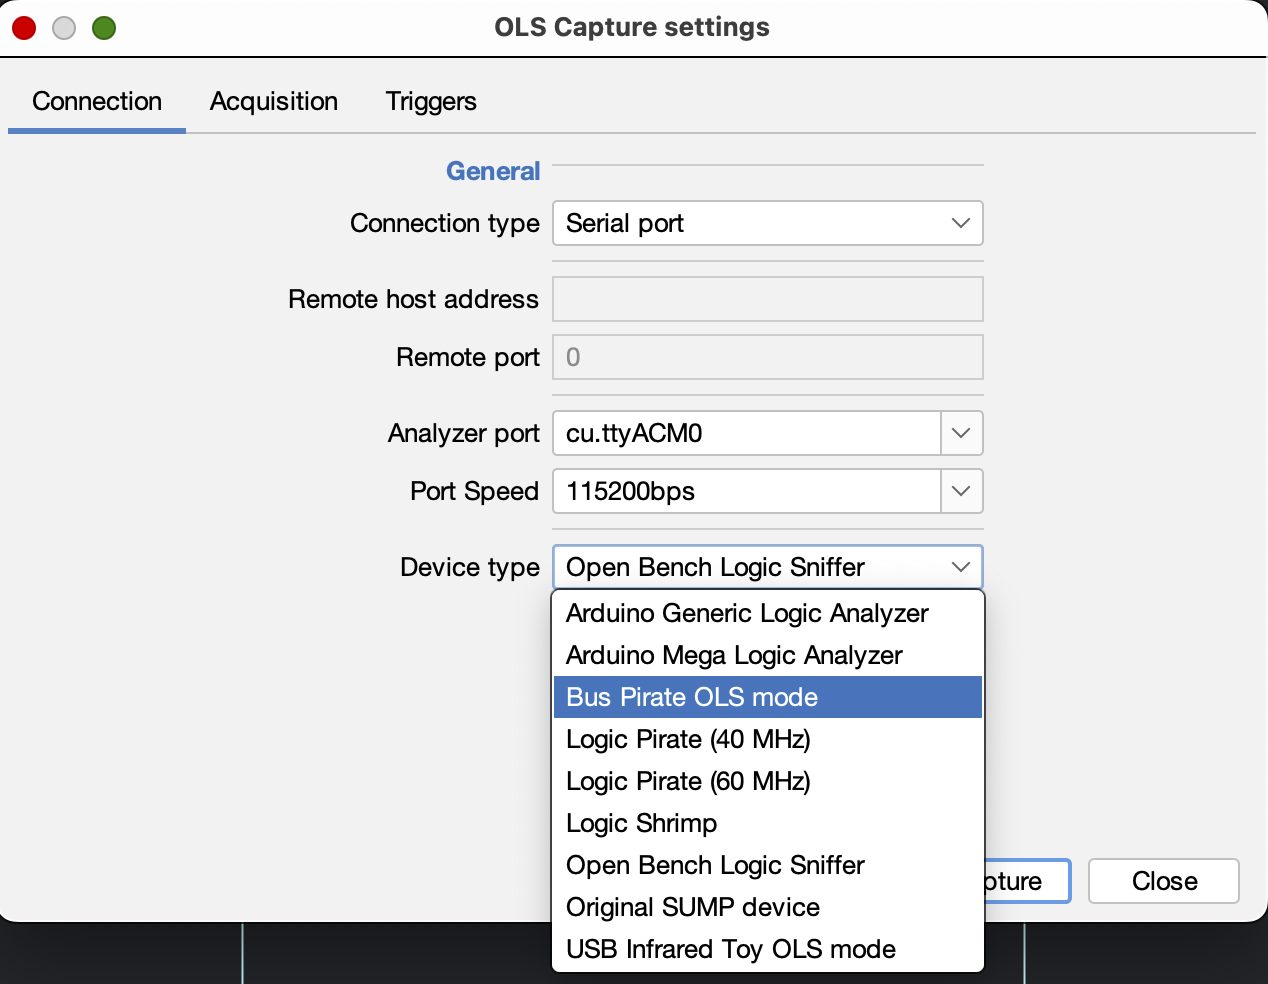 OLS Capture settings
Connection Acquisition Triggers
General
Connection type Serial port
Remote host address
Remote port 0
Analyzer port cu.ttyACM0
Port Speed 115200bps
Device type Open Bench Logic Sniffer
Arduino Generic Logic Analyzer
Arduino Mega Logic Analyzer
Bus Pirate OLS mode
Logic Pirate (40 MHz)
Logic Pirate (60 MHz)
Logic Shrimp
Open Bench Logic Sniffer
pture Close
Original SUMP device
USB Infrared Toy OLS mode